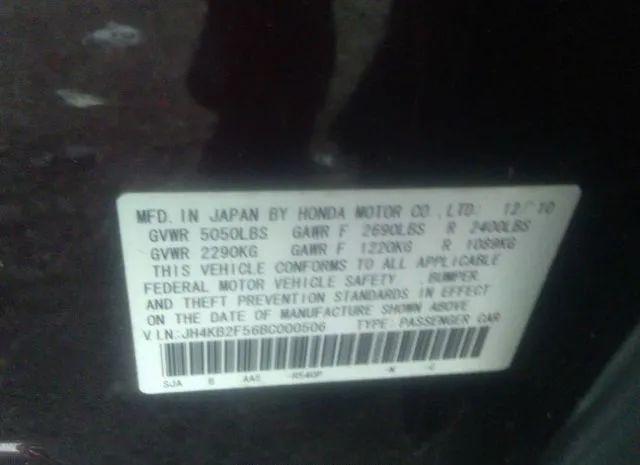 MFD. IN JAPAN BY HONDA MOTOR CO.,LTD. 12/10
GVWR 5050LBS GAWR F 2690LBS R 2400LBS
GVWR 2290KG GAWR F 1220KG R 1089KG
THIS VEHICLE CONFORMS TO ALL APPLICABLE
FEDERAL MOTOR VEHICLE SAFETY ,BUMPER,
AND THEFT PREVENTION STANDARDS IN EFFECT
ON THE DATE OF MANUFACTURE SHOWN ABOVE
V.I.N:JH4KB2F56BC000506 TYPE:PASSENGER CAR
SJA B AA5 -R540P -C